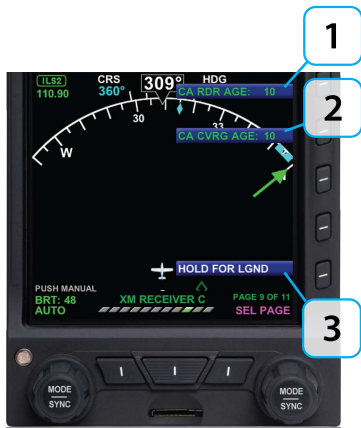 1
ILS2
110.90
CRS
360°
309°
HDG
CA RDR AGE: 10
30
33
2
CA CVRG AGE: 10
W
HOLD FOR LGND
3
PUSH MANUAL
BRT: 48
AUTO
XM RECEIVER C
PAGE 9 OF 11
SEL PAGE
MODE
SYNC
MODE
SYNC